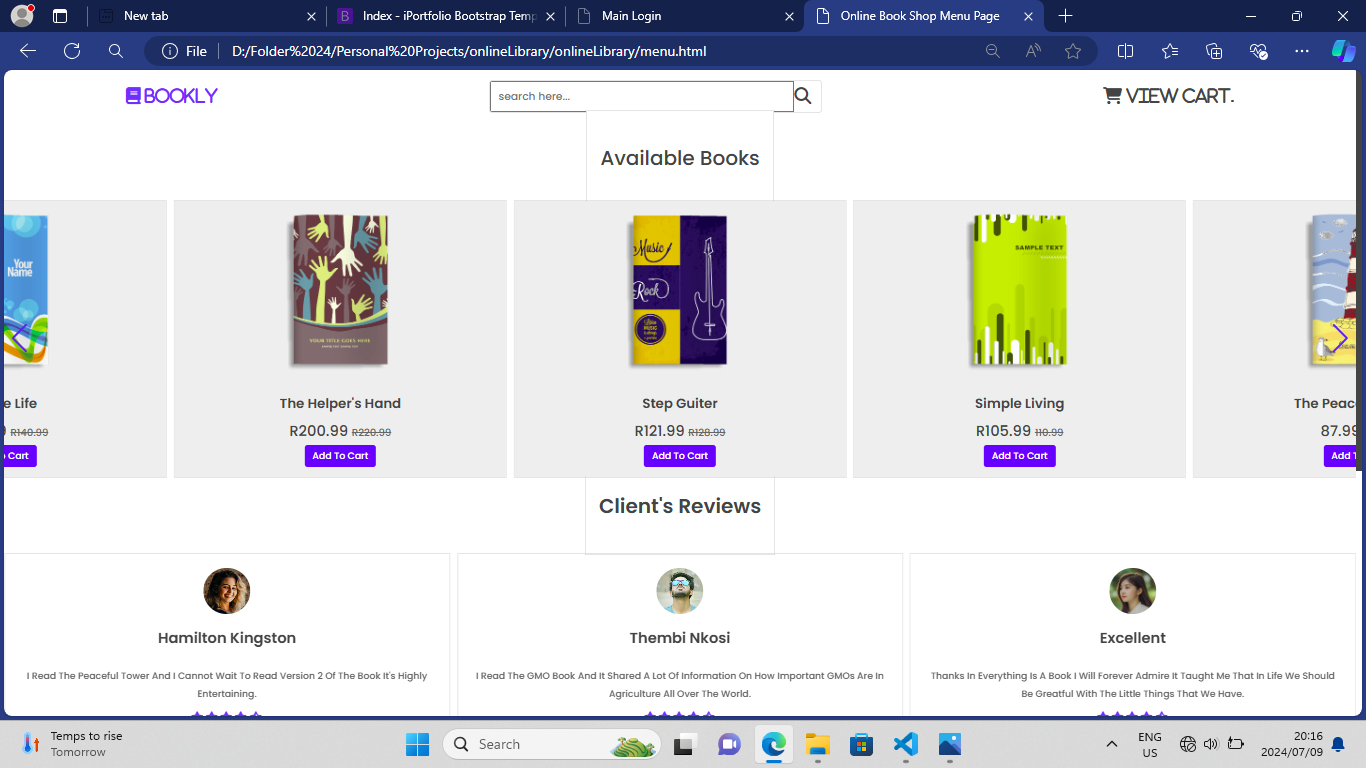 New tab
Index - iPortfolio Bootstrap Temp
Main Login
Online Book Shop Menu Page
File
D:/Folder%2024/Personal%20Projects/onlineLibrary/onlineLibrary/menu.html
BOOKLY
search here...
VIEW CART.
Available Books
Your Name
YOUR TITLE GOES HERE
Music
Rock
SAMPLE TEXT
e Life
The Helper's Hand
Step Guiter
Simple Living
The Peac
9 R140.99
R200.99 R220.99
R121.99 R128.99
R105.99 110.99
87.99
o Cart
Add To Cart
Add To Cart
Add To Cart
Add T
Client's Reviews
Hamilton Kingston
Thembi Nkosi
Excellent
I Read The Peaceful Tower And I Cannot Wait To Read Version 2 Of The Book It's Highly
Entertaining.
I Read The GMO Book And It Shared A Lot Of Information On How Important GMOs Are In
Agriculture All Over The World.
Thanks In Everything Is A Book I Will Forever Admire It Taught Me That In Life We Should
Be Greatful With The Little Things That We Have.
Temps to rise
Tomorrow
Search
ENG
US
20:16
2024/07/09